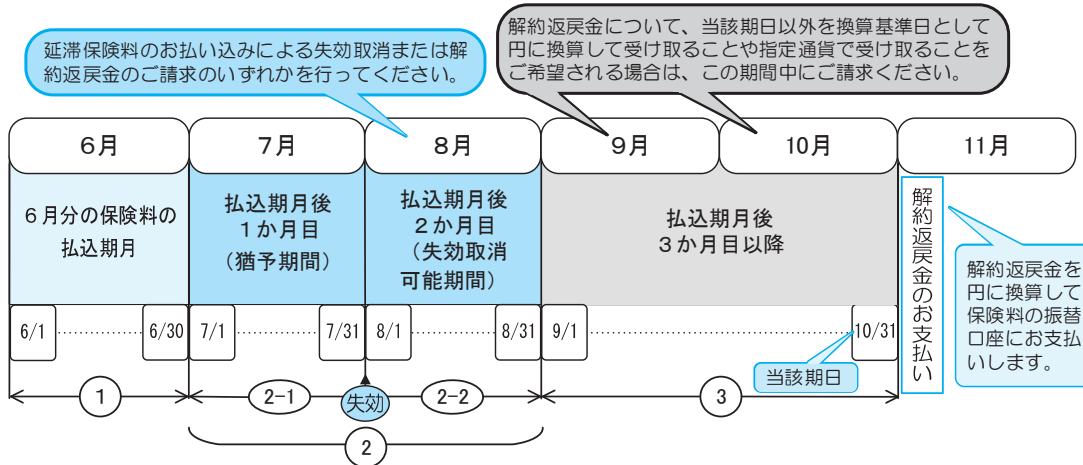 延滞保険料のお払い込みによる失効取消または解
約返戻金のご請求のいずれかを行ってください。
解約返戻金について、当該期日以外を換算基準日として
円に換算して受け取ることや指定通貨で受け取ることを
ご希望される場合は、この期間中にご請求ください。
6月
7月
8月
9月
10月
11月
6月分の保険料の
払込期月
払込期月後
1か月目
（猶予期間）
払込期月後
2か月目
（失効取消
可能期間）
払込期月後
3か月目以降
解約返戻金のお支払い
解約返戻金を
円に換算して
保険料の振替
口座にお支払
いします。
6/1
6/30
7/1
7/31
8/1
8/31
9/1
10/31
当該期日
1
2-1
失効
2-2
3
2